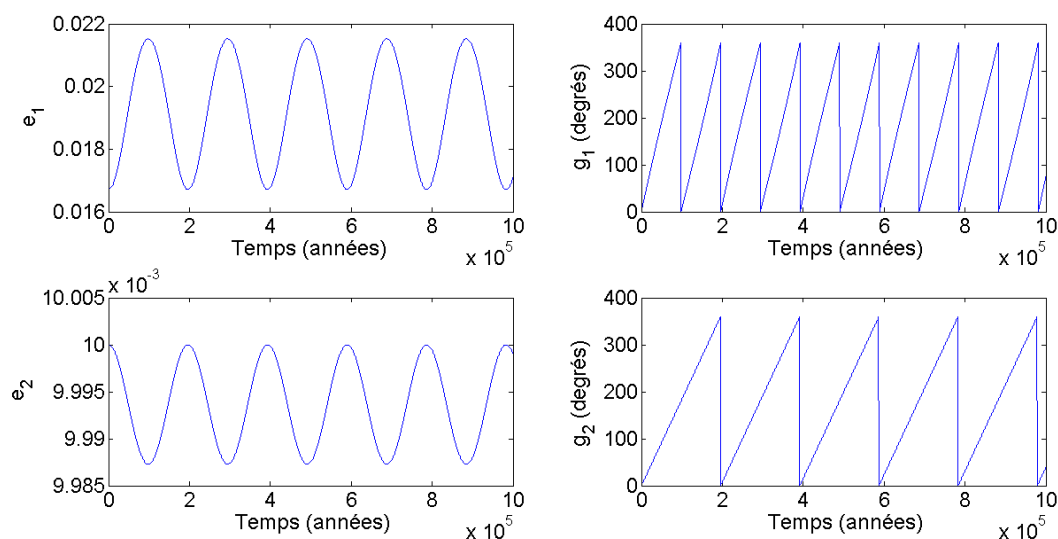 0.022
0.02
0.018
0.016
e1
0 2 4 6 8 10
Temps (années)
x 10^5
400
300
200
100
0
g1 (degrés)
0 2 4 6 8 10
Temps (années)
x 10^5
x 10^-3
10.005
10
9.995
9.99
9.985
e2
0 2 4 6 8 10
Temps (années)
x 10^5
400
300
200
100
0
g2 (degrés)
0 2 4 6 8 10
Temps (années)
x 10^5